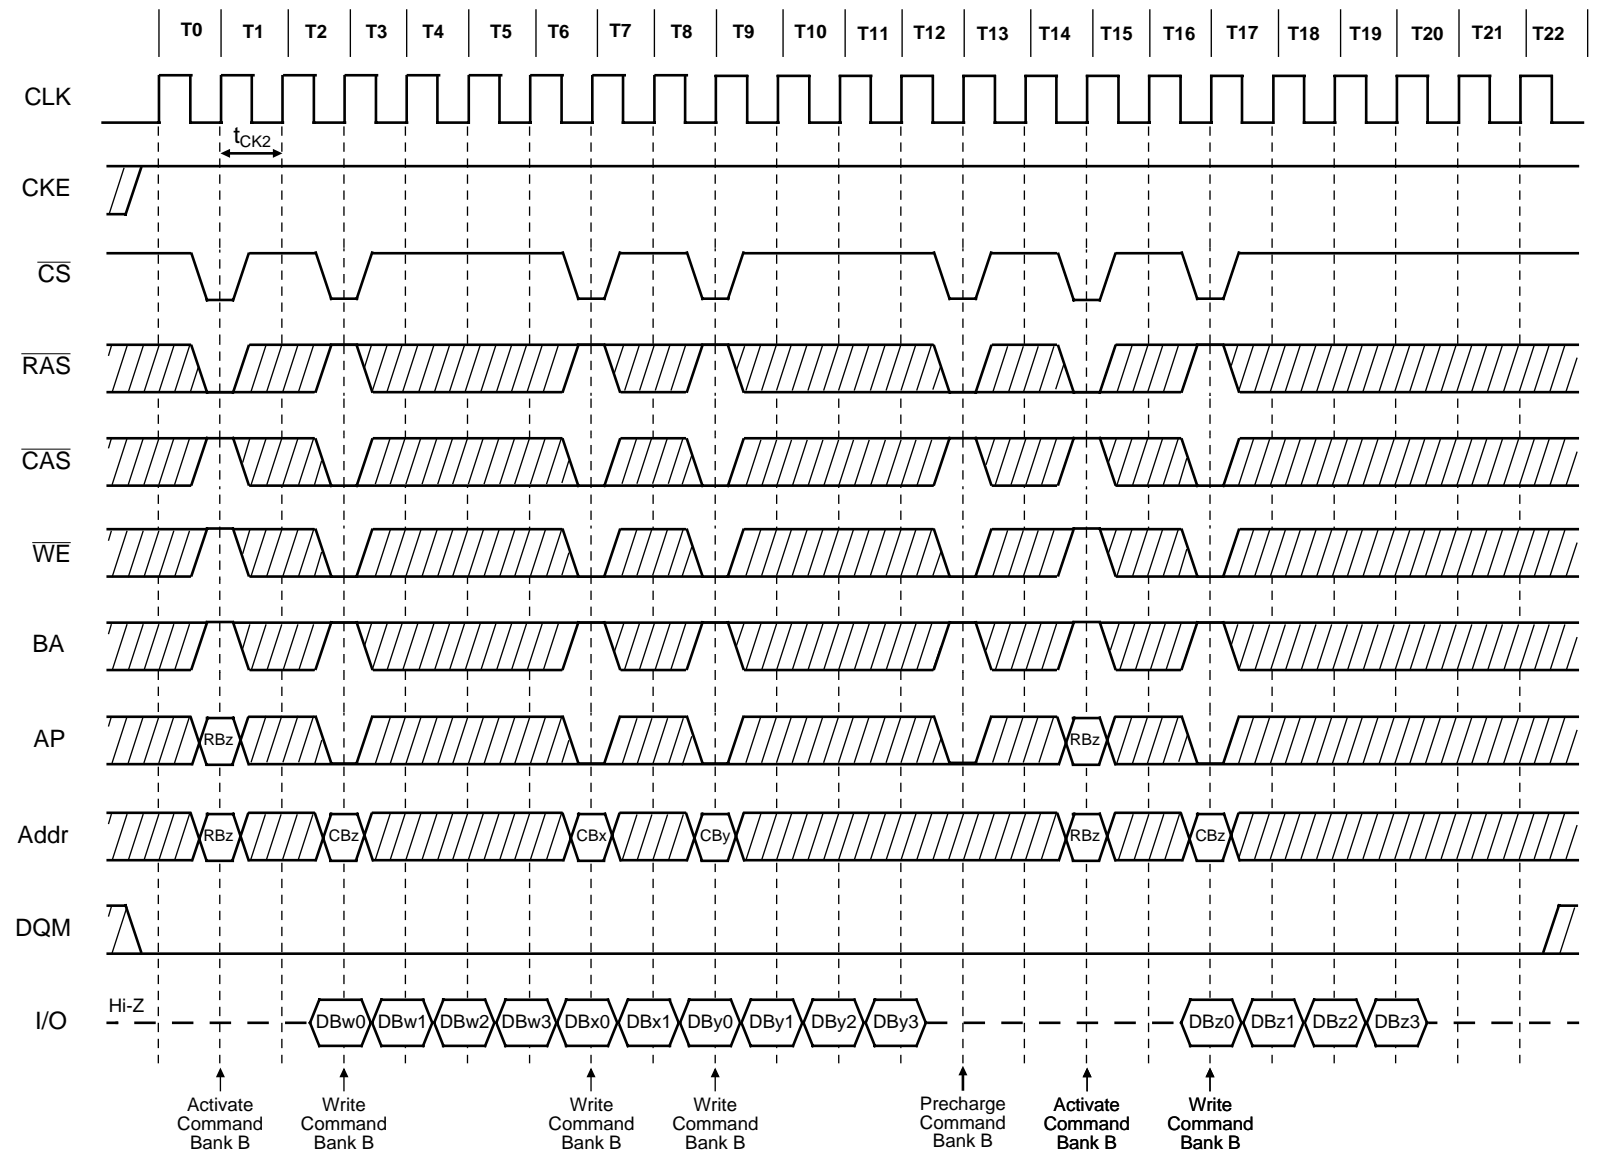 T0 T1 T2 T3 T4 T5 T6 T7 T8 T9 T10 T11 T12 T13 T14 T15 T16 T17 T18 T19 T20 T21 T22
CLK
tCK2
CKE
CS
RAS
CAS
WE
BA
AP RBz RBz
Addr RBz CBz CBx CBy RBz CBz
DQM
Hi-Z
I/O DBw0 DBw1 DBw2 DBw3 DBx0 DBx1 DBy0 DBy1 DBy2 DBy3 DBz0 DBz1 DBz2 DBz3
Activate Write Write Write Precharge Activate Write
Command Command Command Command Command Command Command
Bank B Bank B Bank B Bank B Bank B Bank B Bank B